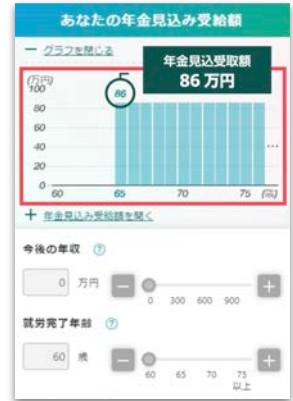 あなたの年金見込み受給額
− グラフを閉じる
年金見込受取額
86 万円
(万円)
100
86
80
60
40
20
0
...
60 65 70 75 (歳)
+ 年金見込み受給額を開く
今後の年収 ?
0 万円 − +
0 300 600 900
就労完了年齢 ?
60 歳 − +
60 65 70 75
以上